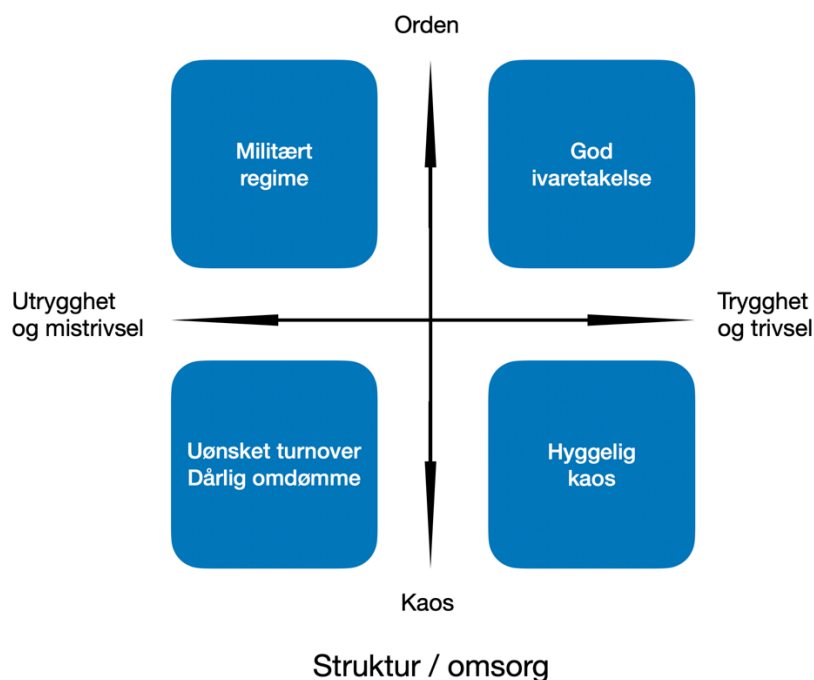 Orden
Militært
regime
God
ivaretakelse
Utrygghet
og mistrivsel
Trygghet
og trivsel
Uønsket turnover
Dårlig omdømme
Hyggelig
kaos
Kaos
Struktur / omsorg